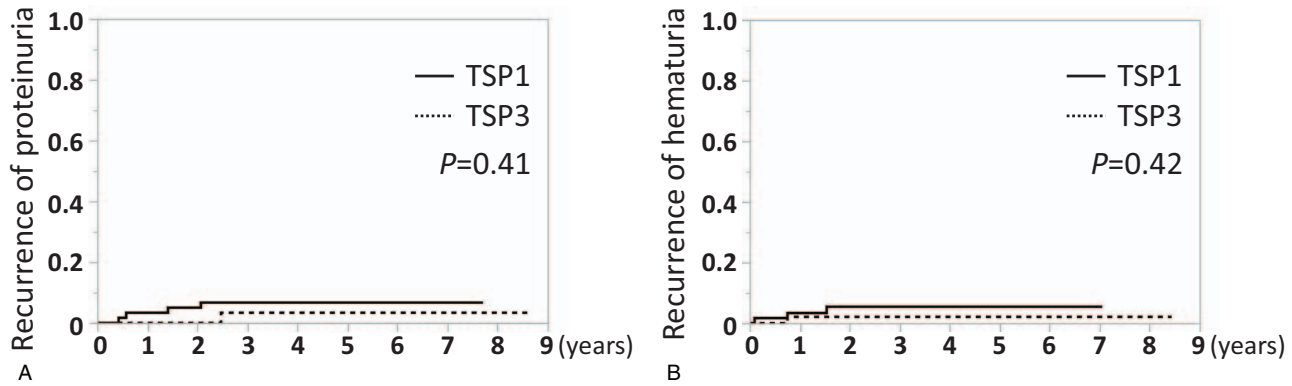 Recurrence of proteinuria
1.0
0.8
0.6
0.4
0.2
0
TSP1
TSP3
P=0.41
0 1 2 3 4 5 6 7 8 9 (years)
A
Recurrence of hematuria
1.0
0.8
0.6
0.4
0.2
0
TSP1
TSP3
P=0.42
0 1 2 3 4 5 6 7 8 9 (years)
B